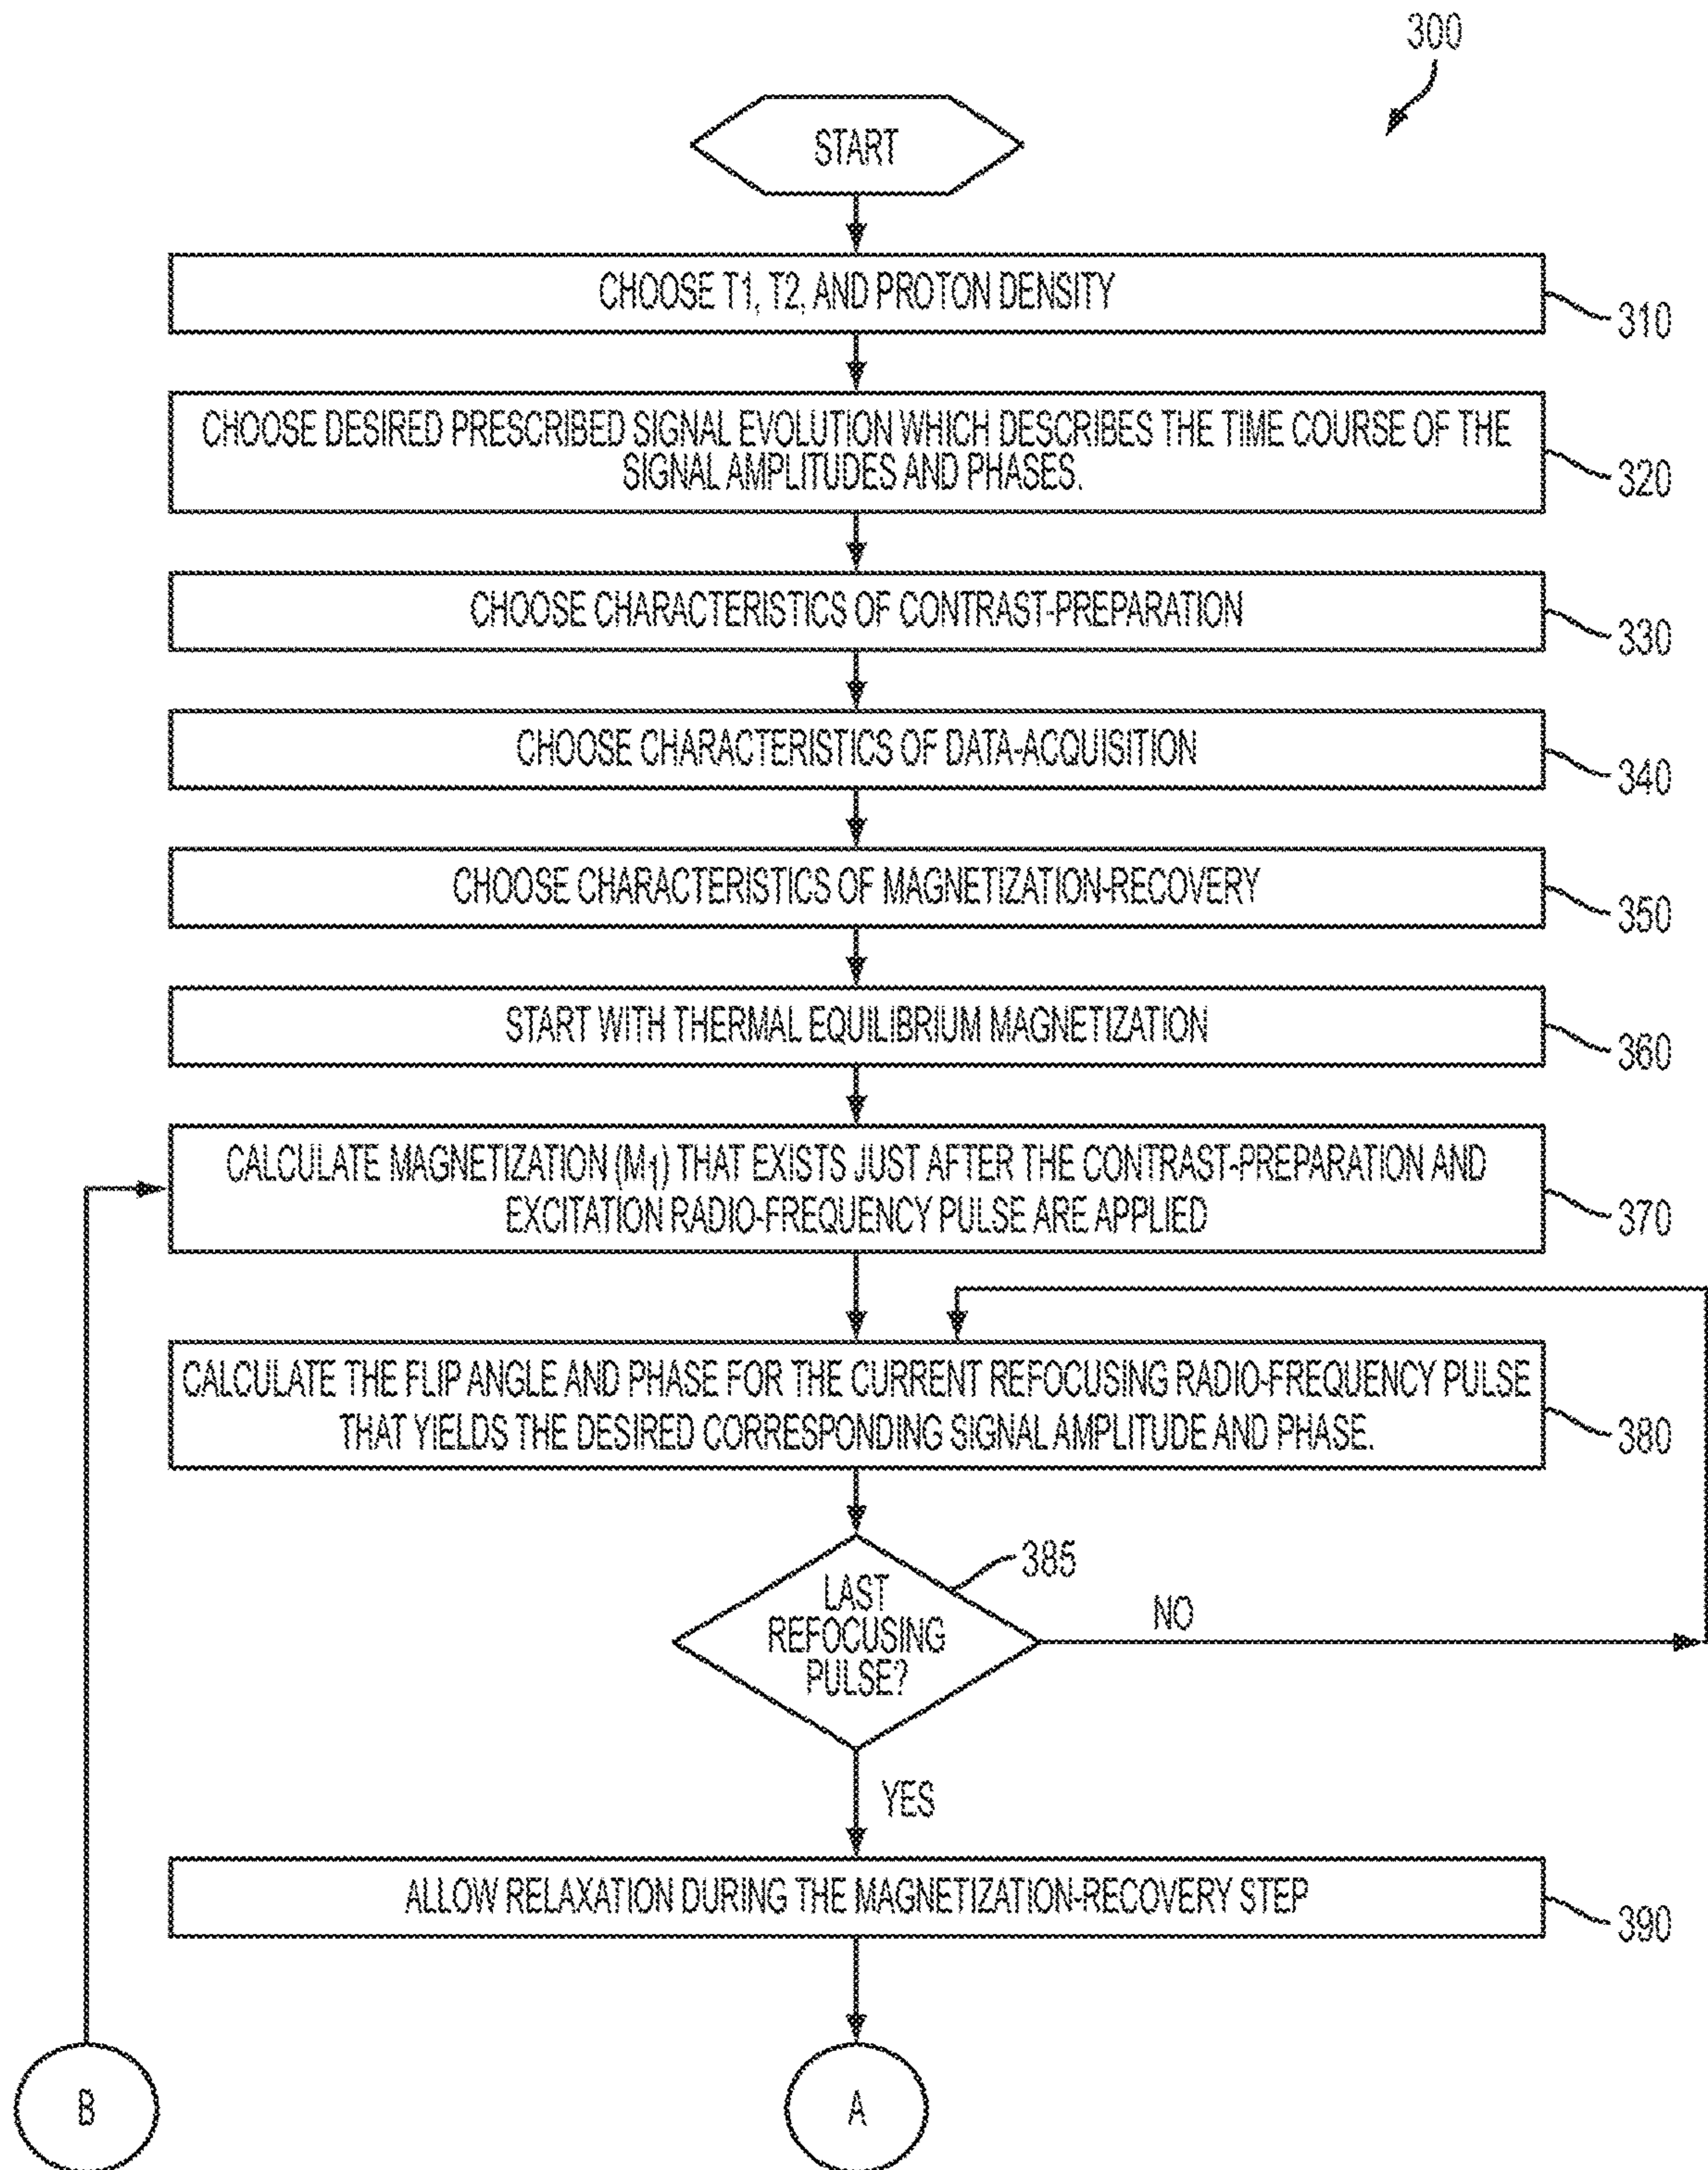 300
START
CHOOSE T1, T2, AND PROTON DENSITY
310
CHOOSE DESIRED PRESCRIBED SIGNAL EVOLUTION WHICH DESCRIBES THE TIME COURSE OF THE
SIGNAL AMPLITUDES AND PHASES.
320
CHOOSE CHARACTERISTICS OF CONTRAST-PREPARATION
330
CHOOSE CHARACTERISTICS OF DATA-ACQUISITION
340
CHOOSE CHARACTERISTICS OF MAGNETIZATION-RECOVERY
350
START WITH THERMAL EQUILIBRIUM MAGNETIZATION
360
CALCULATE MAGNETIZATION (M₁) THAT EXISTS JUST AFTER THE CONTRAST-PREPARATION AND
EXCITATION RADIO-FREQUENCY PULSE ARE APPLIED
370
CALCULATE THE FLIP ANGLE AND PHASE FOR THE CURRENT REFOCUSING RADIO-FREQUENCY PULSE
THAT YIELDS THE DESIRED CORRESPONDING SIGNAL AMPLITUDE AND PHASE.
380
385
LAST
REFOCUSING
PULSE?
NO
YES
ALLOW RELAXATION DURING THE MAGNETIZATION-RECOVERY STEP
390
B
A